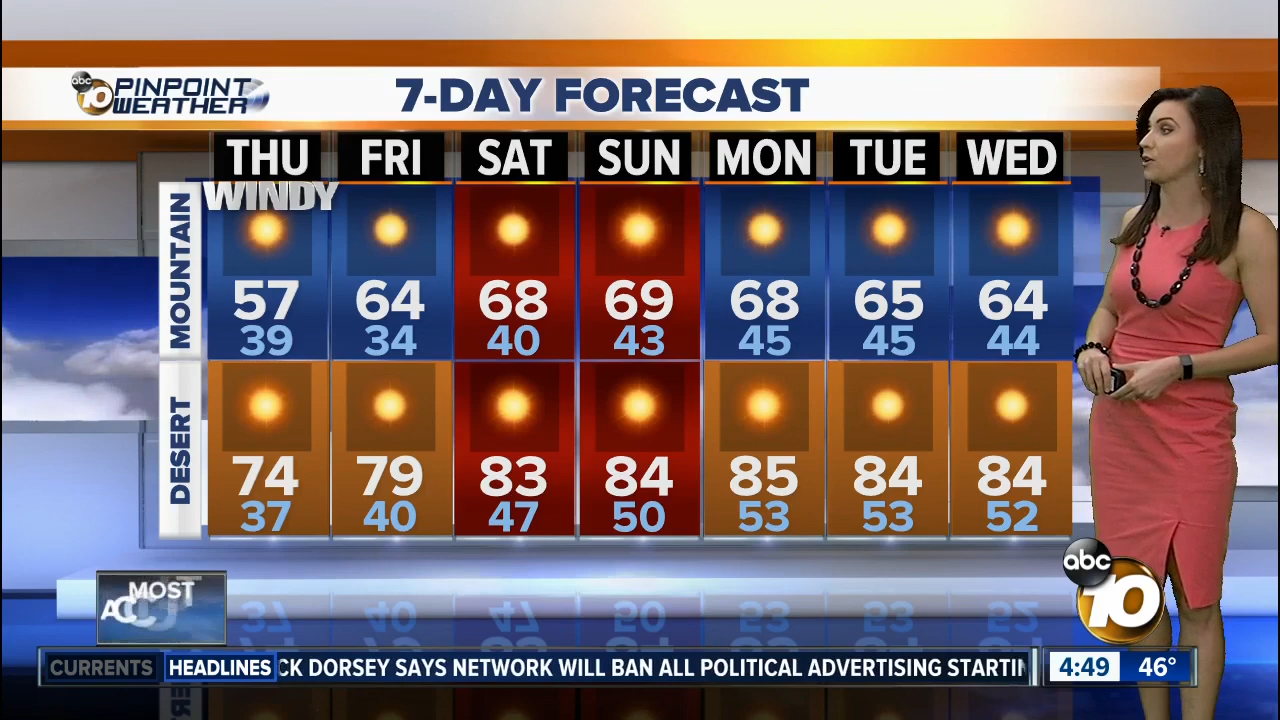 abc 10 PINPOINT WEATHER
7-DAY FORECAST
THU FRI SAT SUN MON TUE WED
WINDY
MOUNTAIN
57 64 68 69 68 65 64
39 34 40 43 45 45 44
DESERT
74 79 83 84 85 84 84
37 40 47 50 53 53 52
MOST
abc 10
CURRENTS HEADLINES CK DORSEY SAYS NETWORK WILL BAN ALL POLITICAL ADVERTISING STARTIN
4:49 46°